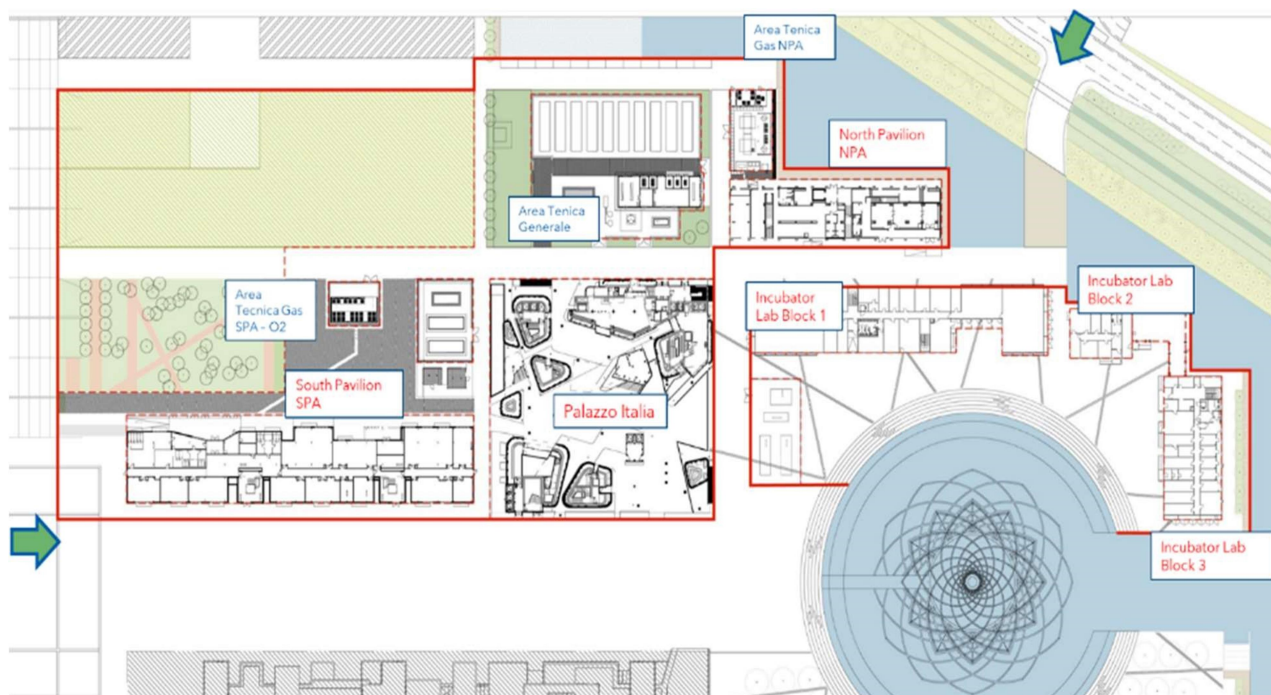 Area Tenica
Gas NPA
North Pavilion
NPA
Area Tenica
Generale
Area
Tecnica Gas
SPA - O2
Incubator
Lab Block 1
Incubator Lab
Block 2
South Pavilion
SPA
Palazzo Italia
Incubator Lab
Block 3